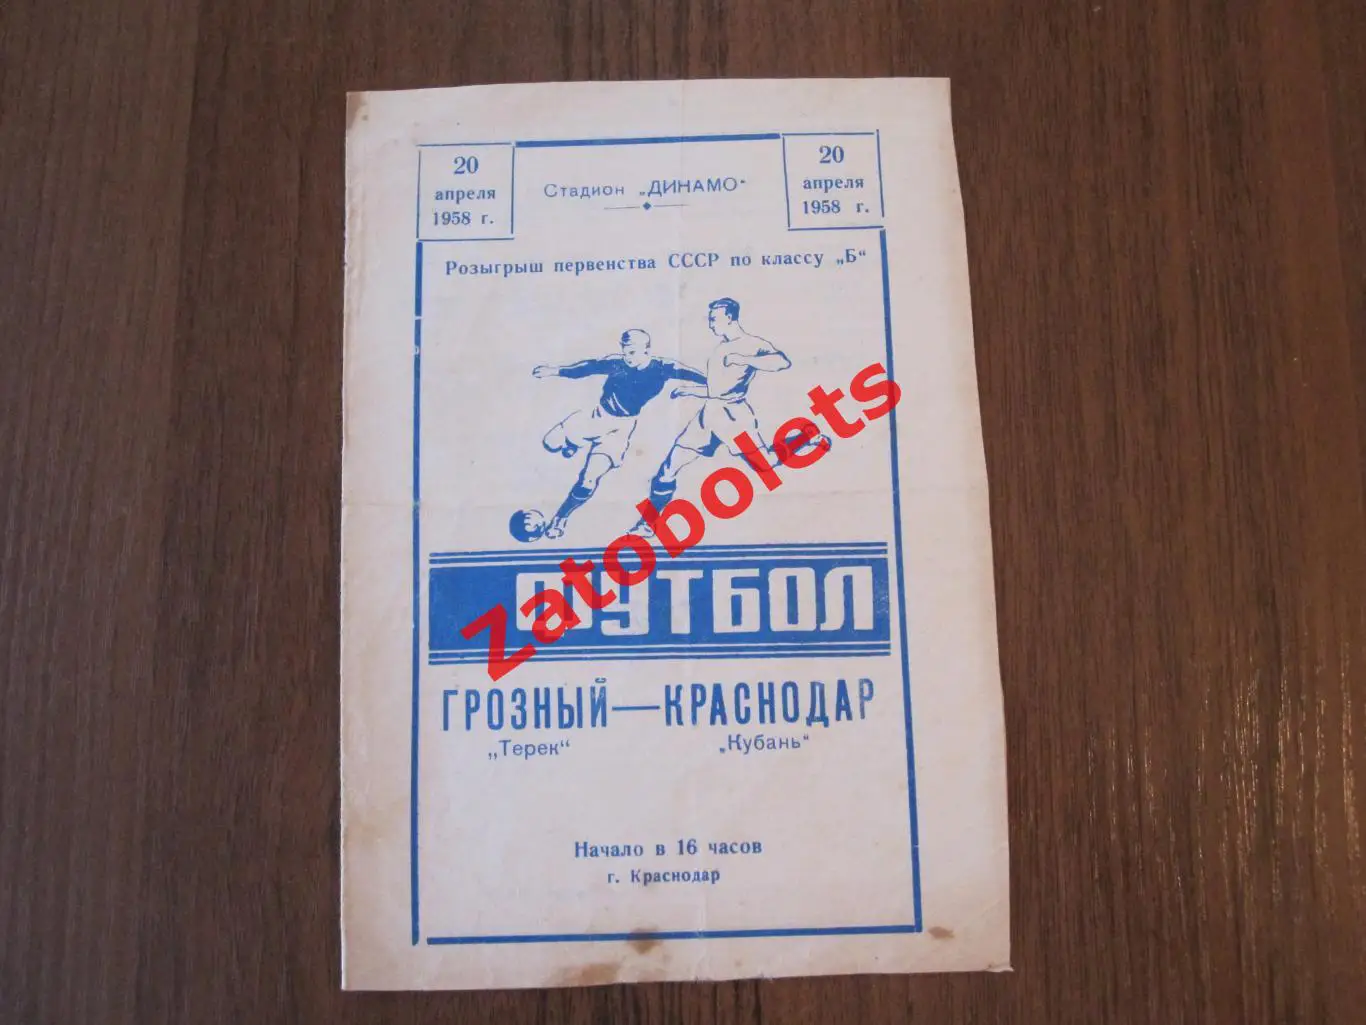 20
апреля
1958 г.
Стадион „ДИНАМО"
20
апреля
1958 г.
Розыгрыш первенства СССР по классу „Б"
ФУТБОЛ
ГРОЗНЫЙ—КРАСНОДАР
„Терек" „Кубань"
Начало в 16 часов
г. Краснодар
Zatobolets